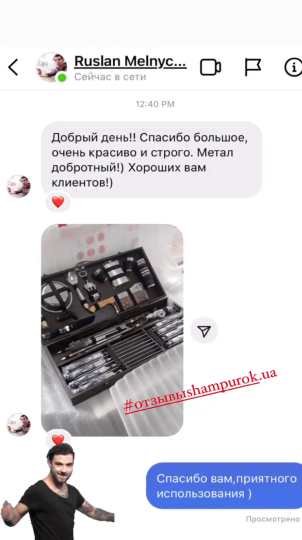 Ruslan Melnyc...
Сейчас в сети
12:40 PM
Добрый день!! Спасибо большое,
очень красиво и строго. Метал
добротный!) Хороших вам
клиентов!)
#отзывыshampurok.ua
Спасибо вам,приятного
использования )
Просмотрено